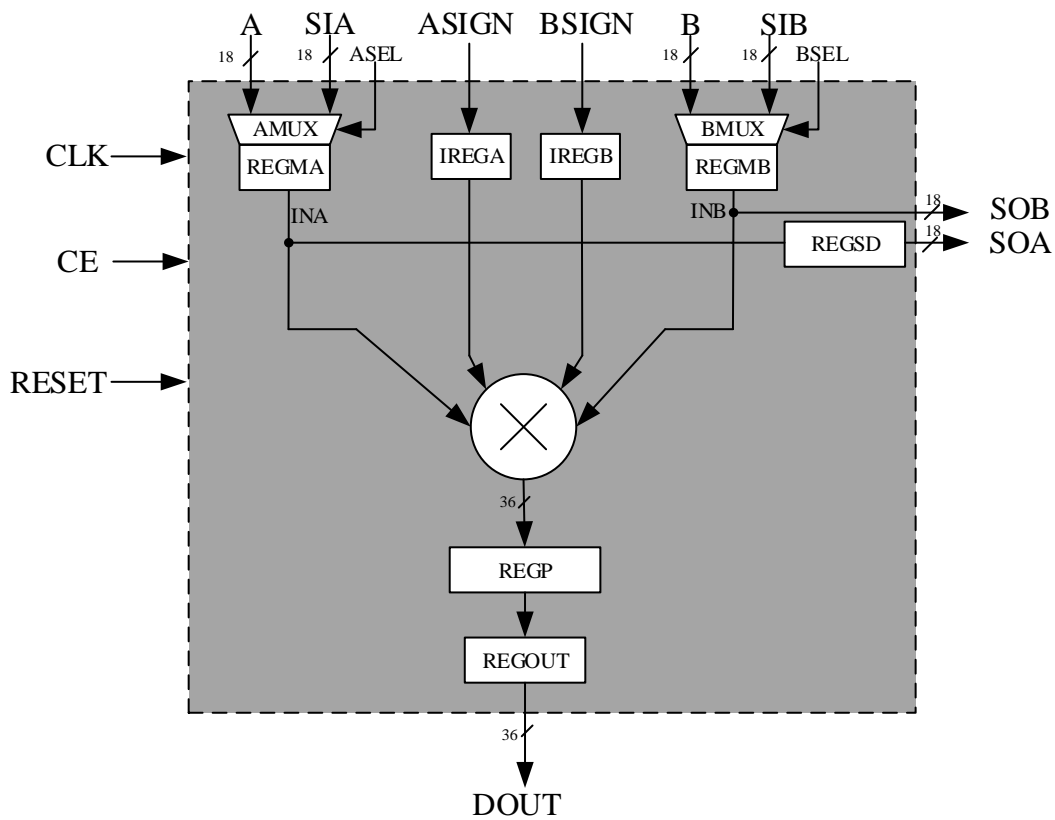 A SIA ASIGN BSIGN B SIB
18 18 ASEL 18 18 BSEL
AMUX BMUX
CLK REGMA IREGA IREGB REGMB
INA INB 18 SOB
REGSD 18 SOA
CE
RESET
36
REGP
REGOUT
36
DOUT